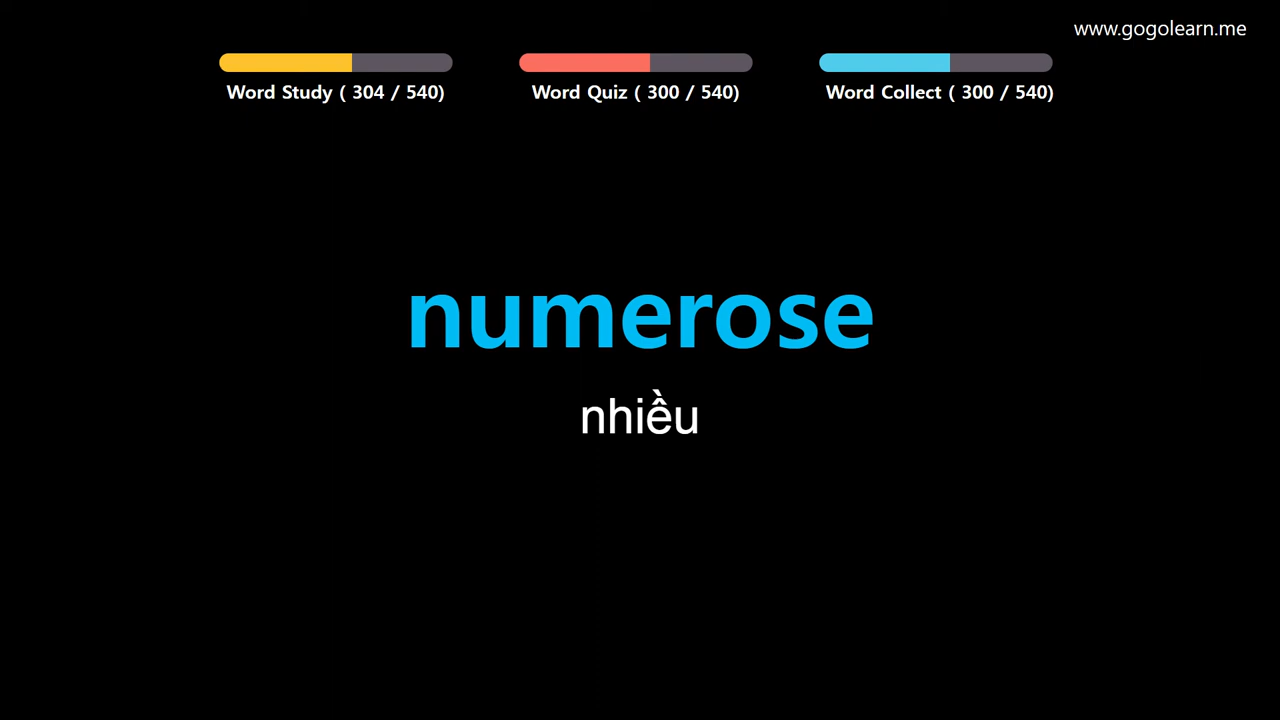 www.gogolearn.me
Word Study ( 304 / 540)
Word Quiz ( 300 / 540)
Word Collect ( 300 / 540)
numerose
nhiều